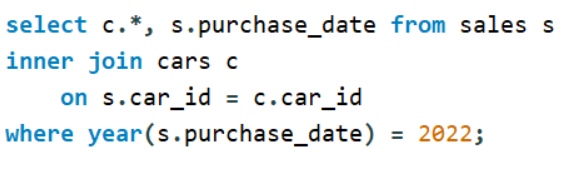 select c.*, s.purchase_date from sales s
inner join cars c
    on s.car_id = c.car_id
where year(s.purchase_date) = 2022;